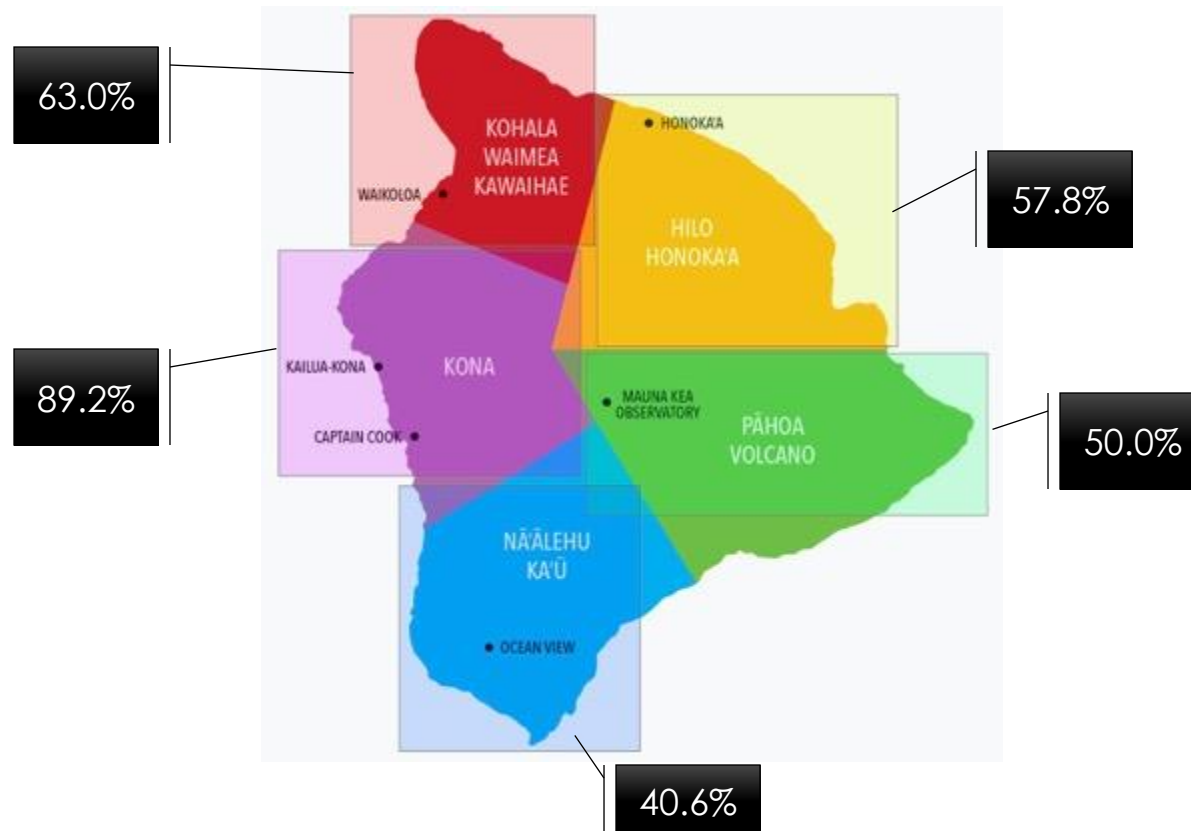 63.0%
KOHALA
WAIMEA
KAWAIHAE
WAIKOLOA
HONOKA'A
57.8%
HILO
HONOKA'A
89.2%
KAILUA-KONA
KONA
CAPTAIN COOK
MAUNA KEA
OBSERVATORY
PĀHOA
VOLCANO
50.0%
NĀ'ĀLEHU
KA'Ū
OCEAN VIEW
40.6%